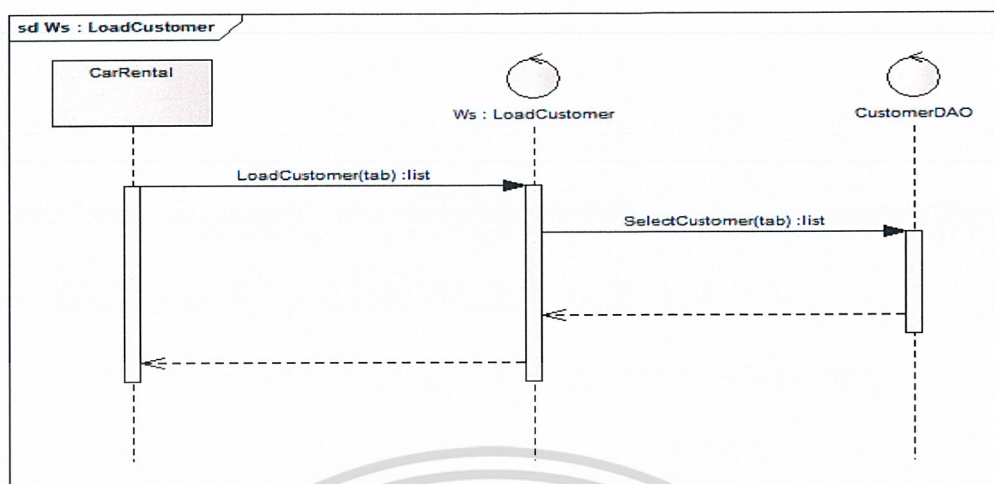 sd Ws : LoadCustomer
CarRental
Ws : LoadCustomer
CustomerDAO
LoadCustomer(tab) :list
SelectCustomer(tab) :list